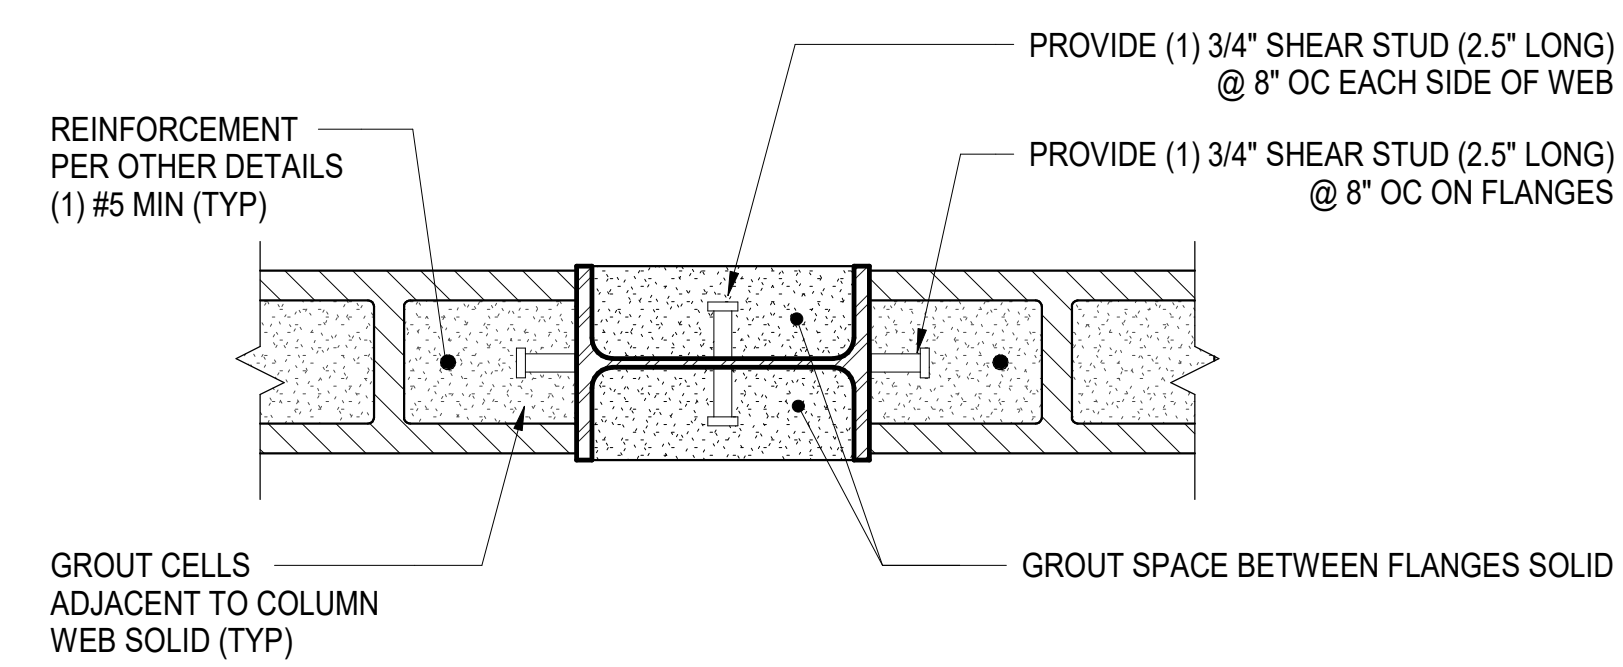 PROVIDE (1) 3/4" SHEAR STUD (2.5" LONG)
@ 8" OC EACH SIDE OF WEB
REINFORCEMENT
PER OTHER DETAILS
(1) #5 MIN (TYP)
PROVIDE (1) 3/4" SHEAR STUD (2.5" LONG)
@ 8" OC ON FLANGES
GROUT CELLS
ADJACENT TO COLUMN
WEB SOLID (TYP)
GROUT SPACE BETWEEN FLANGES SOLID